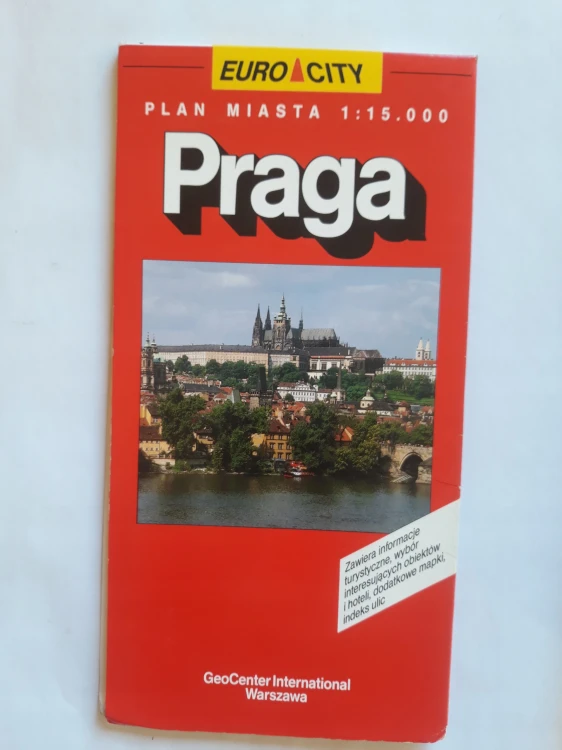 EURO CITY
PLAN MIASTA 1:15.000
Praga
Zawiera informacje
turystyczne, wybór
interesujących obiektów
i hoteli, dodatkowe mapki,
indeks ulic
GeoCenter International
Warszawa